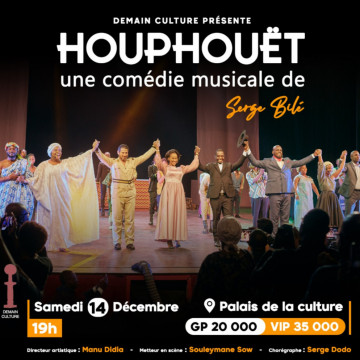 DEMAIN CULTURE PRÉSENTE
HOUPHOUËT
une comédie musicale de
Serge Bilé
DEMAIN
CULTURE
Samedi 14 Décembre
19h
Palais de la culture
GP 20 000 VIP 35 000
Directeur artistique : Manu Didia - Metteur en scène : Souleymane Sow - Chorégraphe : Serge Dodo